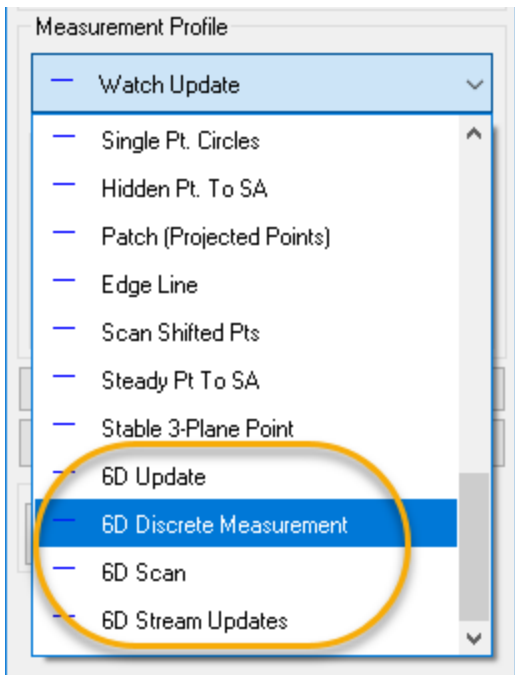 Measurement Profile
Watch Update
Single Pt. Circles
Hidden Pt. To SA
Patch (Projected Points)
Edge Line
Scan Shifted Pts
Steady Pt To SA
Stable 3-Plane Point
6D Update
6D Discrete Measurement
6D Scan
6D Stream Updates